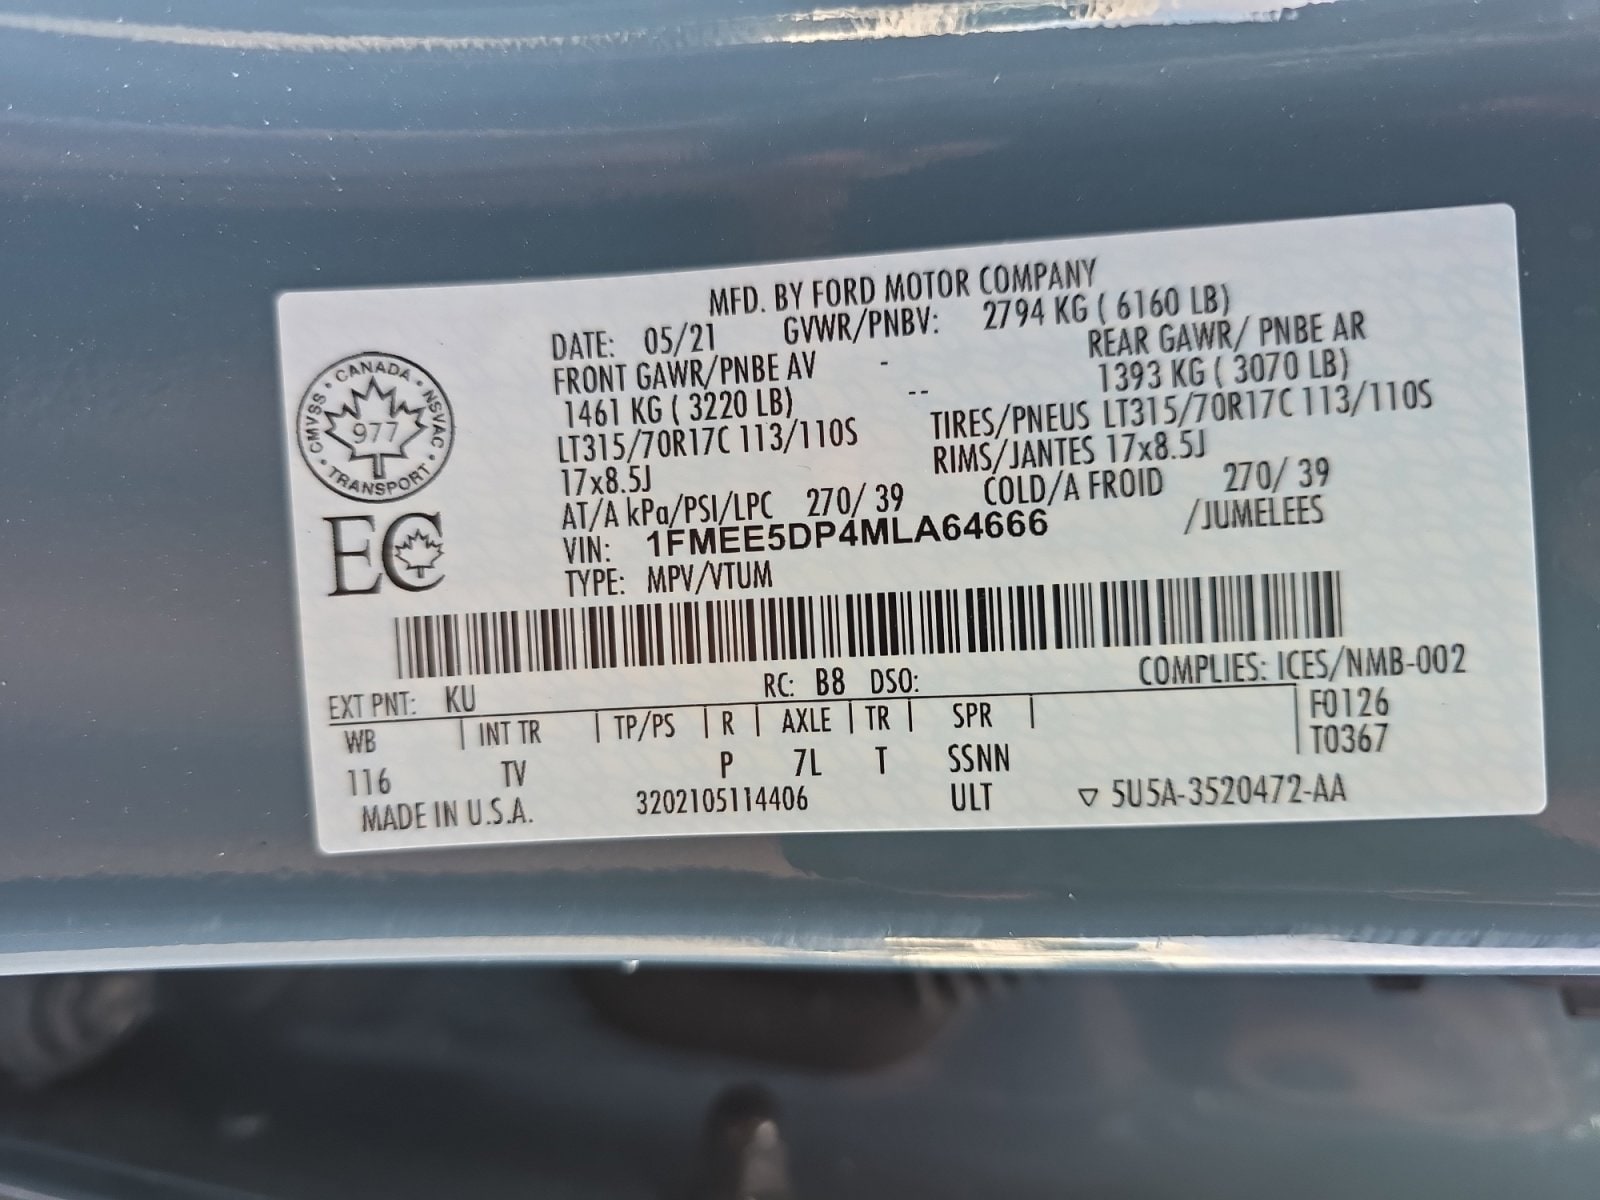 MFD. BY FORD MOTOR COMPANY
DATE: 05/21 GVWR/PNBV: 2794 KG ( 6160 LB)
FRONT GAWR/PNBE AV - REAR GAWR/ PNBE AR
1461 KG ( 3220 LB) -- 1393 KG ( 3070 LB)
LT315/70R17C 113/110S TIRES/PNEUS LT315/70R17C 113/110S
17x8.5J RIMS/JANTES 17x8.5J
AT/A kPa/PSI/LPC 270/ 39 COLD/A FROID 270/ 39
VIN: 1FMEE5DP4MLA64666 /JUMELEES
TYPE: MPV/VTUM
CANADA • NSVAC • TRANSPORT • CMVSS •
977
EC
EXT PNT: KU RC: B8 DSO: COMPLIES: ICES/NMB-002
WB | INT TR | TP/PS | R | AXLE | TR | SPR | F0126
116 TV P 7L T SSNN T0367
MADE IN U.S.A. 3202105114406 ULT ▽ 5U5A-3520472-AA